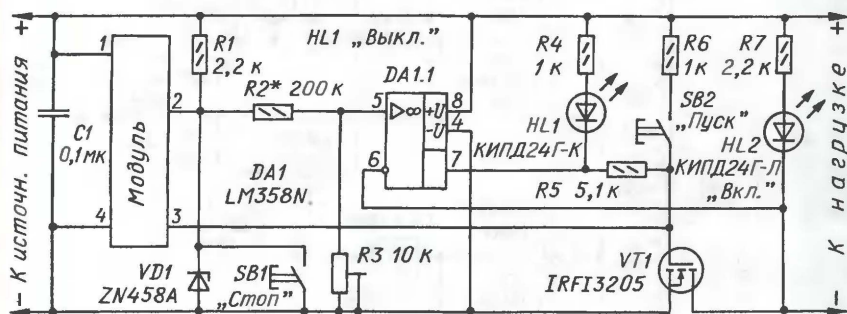 +
К источн. питания
–
C1
0,1мк
1
2
3
4
Модуль
R1
2,2 к
R2* 200 к
HL1 „Выкл.”
DA1.1
5
6
▷∞
+U
-U
8
4
7
DA1
LM358N
R3 10 к
VD1
ZN458A
SB1
„Стоп”
R4
1к
HL1
КИПД24Г-К
R5 5,1 к
R6
1к
SB2
„Пуск”
R7
2,2 к
HL2
КИПД24Г-Л
„Вкл.”
VT1
IRFI3205
+
К нагрузке
–